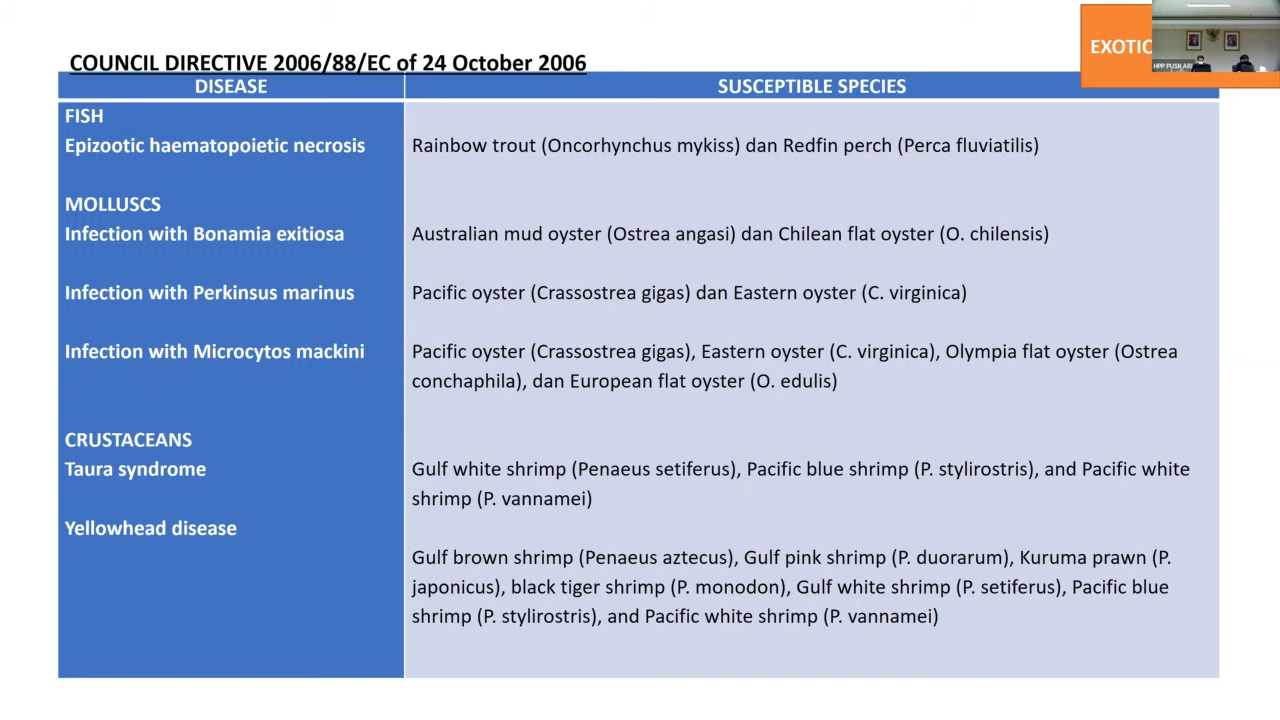 EXOTIC
HPP PUSKARI
COUNCIL DIRECTIVE 2006/88/EC of 24 October 2006
DISEASE
SUSCEPTIBLE SPECIES
FISH
Epizootic haematopoietic necrosis
Rainbow trout (Oncorhynchus mykiss) dan Redfin perch (Perca fluviatilis)
MOLLUSCS
Infection with Bonamia exitiosa
Australian mud oyster (Ostrea angasi) dan Chilean flat oyster (O. chilensis)
Infection with Perkinsus marinus
Pacific oyster (Crassostrea gigas) dan Eastern oyster (C. virginica)
Infection with Microcytos mackini
Pacific oyster (Crassostrea gigas), Eastern oyster (C. virginica), Olympia flat oyster (Ostrea
conchaphila), dan European flat oyster (O. edulis)
CRUSTACEANS
Taura syndrome
Gulf white shrimp (Penaeus setiferus), Pacific blue shrimp (P. stylirostris), and Pacific white
shrimp (P. vannamei)
Yellowhead disease
Gulf brown shrimp (Penaeus aztecus), Gulf pink shrimp (P. duorarum), Kuruma prawn (P.
japonicus), black tiger shrimp (P. monodon), Gulf white shrimp (P. setiferus), Pacific blue
shrimp (P. stylirostris), and Pacific white shrimp (P. vannamei)